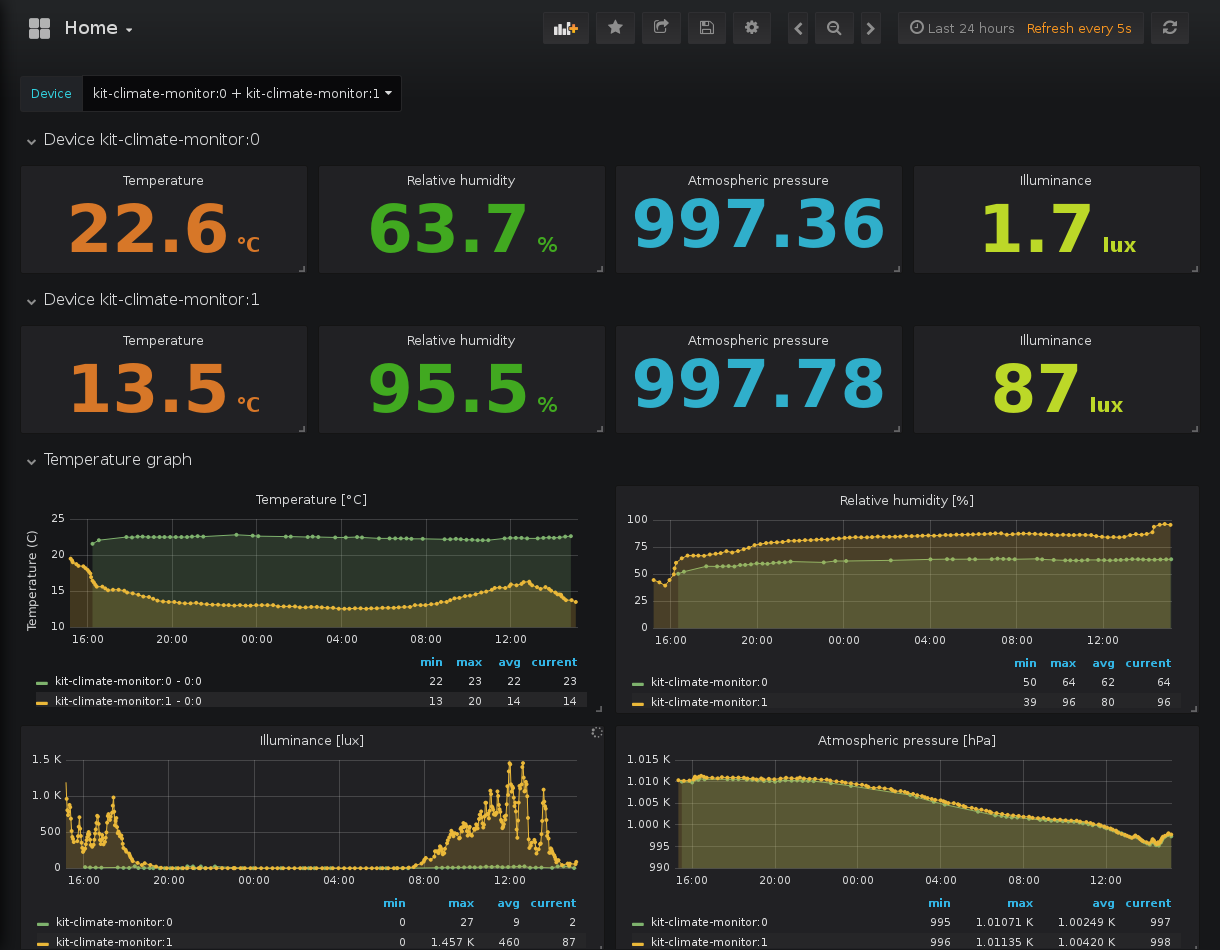 Home
Last 24 hours Refresh every 5s
Device kit-climate-monitor:0 + kit-climate-monitor:1
Device kit-climate-monitor:0
Temperature Relative humidity Atmospheric pressure Illuminance
22.6 °C 63.7 % 997.36 1.7 lux
Device kit-climate-monitor:1
Temperature Relative humidity Atmospheric pressure Illuminance
13.5 °C 95.5 % 997.78 87 lux
Temperature graph
Temperature [°C]
Temperature (C)
25
20
15
10
16:00 20:00 00:00 04:00 08:00 12:00
min max avg current
kit-climate-monitor:0 - 0:0 22 23 22 23
kit-climate-monitor:1 - 0:0 13 20 14 14
Relative humidity [%]
100
75
50
25
0
16:00 20:00 00:00 04:00 08:00 12:00
min max avg current
kit-climate-monitor:0 50 64 62 64
kit-climate-monitor:1 39 96 80 96
Illuminance [lux]
1.5 K
1.0 K
500
0
16:00 20:00 00:00 04:00 08:00 12:00
min max avg current
kit-climate-monitor:0 0 27 9 2
kit-climate-monitor:1 0 1.457 K 460 87
Atmospheric pressure [hPa]
1.015 K
1.010 K
1.005 K
1.000 K
995
990
16:00 20:00 00:00 04:00 08:00 12:00
min max avg current
kit-climate-monitor:0 995 1.01071 K 1.00249 K 997
kit-climate-monitor:1 996 1.01135 K 1.00420 K 998